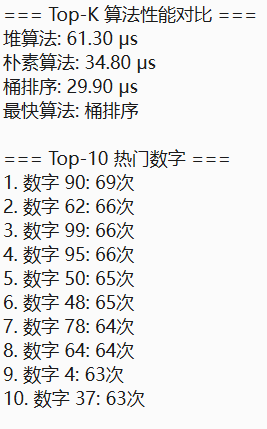 === Top-K 算法性能对比 ===
堆算法: 61.30 μs
朴素算法: 34.80 μs
桶排序: 29.90 μs
最快算法: 桶排序

=== Top-10 热门数字 ===
1. 数字 90: 69次
2. 数字 62: 66次
3. 数字 99: 66次
4. 数字 95: 66次
5. 数字 50: 65次
6. 数字 48: 65次
7. 数字 78: 64次
8. 数字 64: 64次
9. 数字 4: 63次
10. 数字 37: 63次